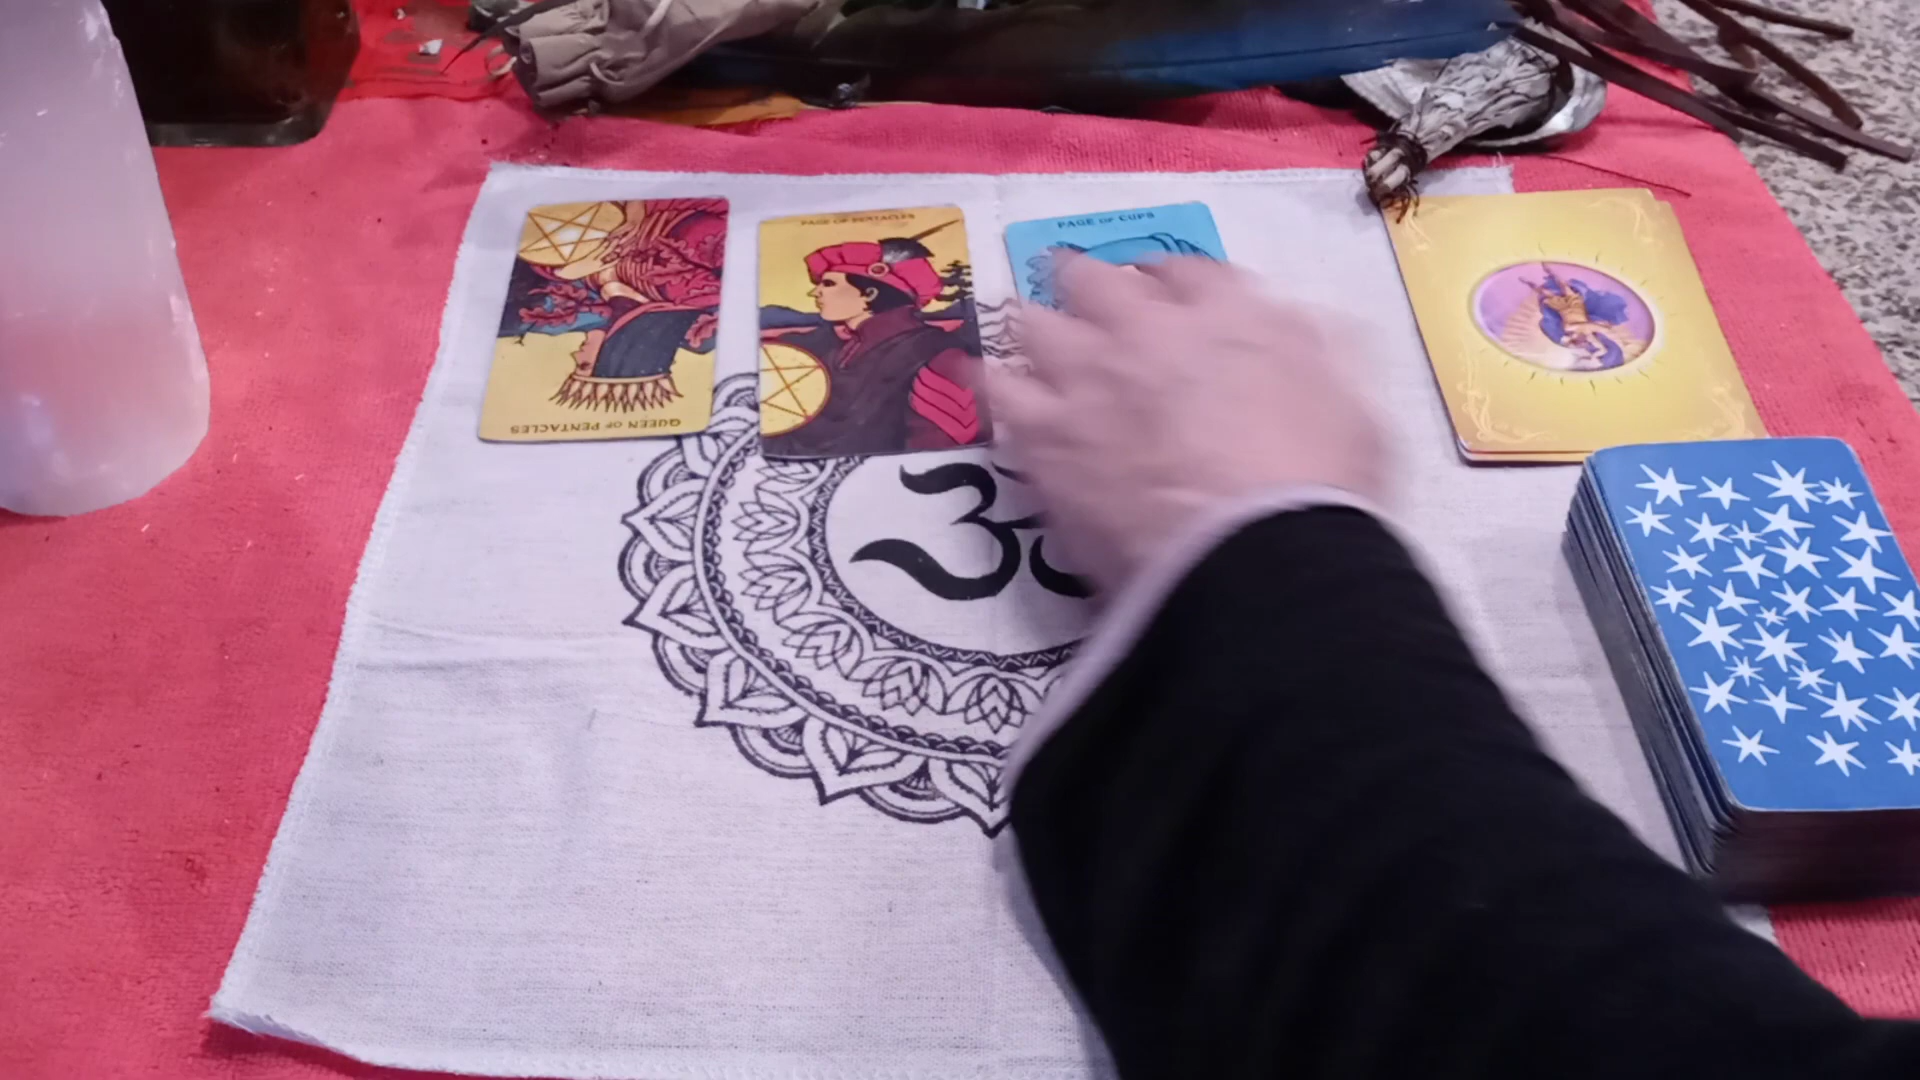 QUEEN OF PENTACLES
PAGE OF PENTACLES
PAGE OF CUPS
ॐ